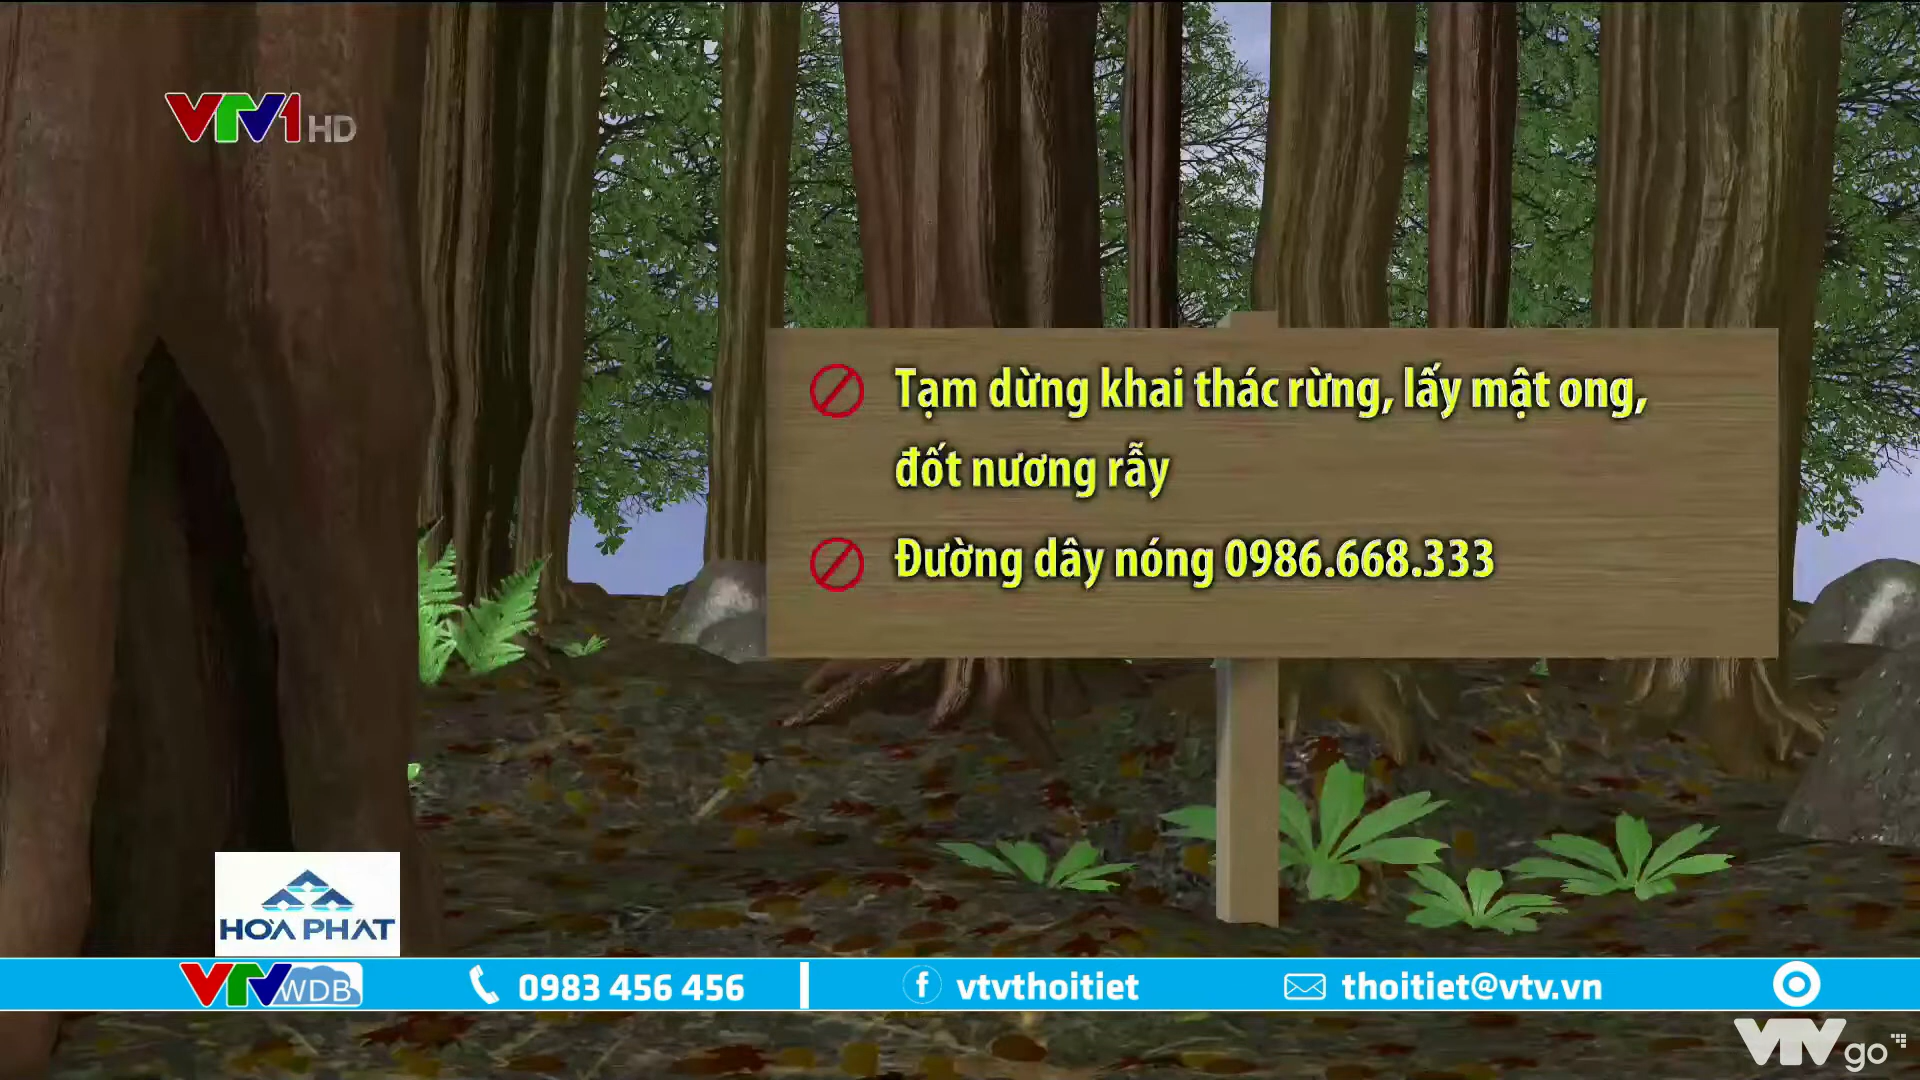 VTV1 HD
Tạm dừng khai thác rừng, lấy mật ong,
đốt nương rẫy
Đường dây nóng 0986.668.333
HÒA PHÁT
VTV WDB 0983 456 456 vtvthoitiet thoitiet@vtv.vn
VTV go